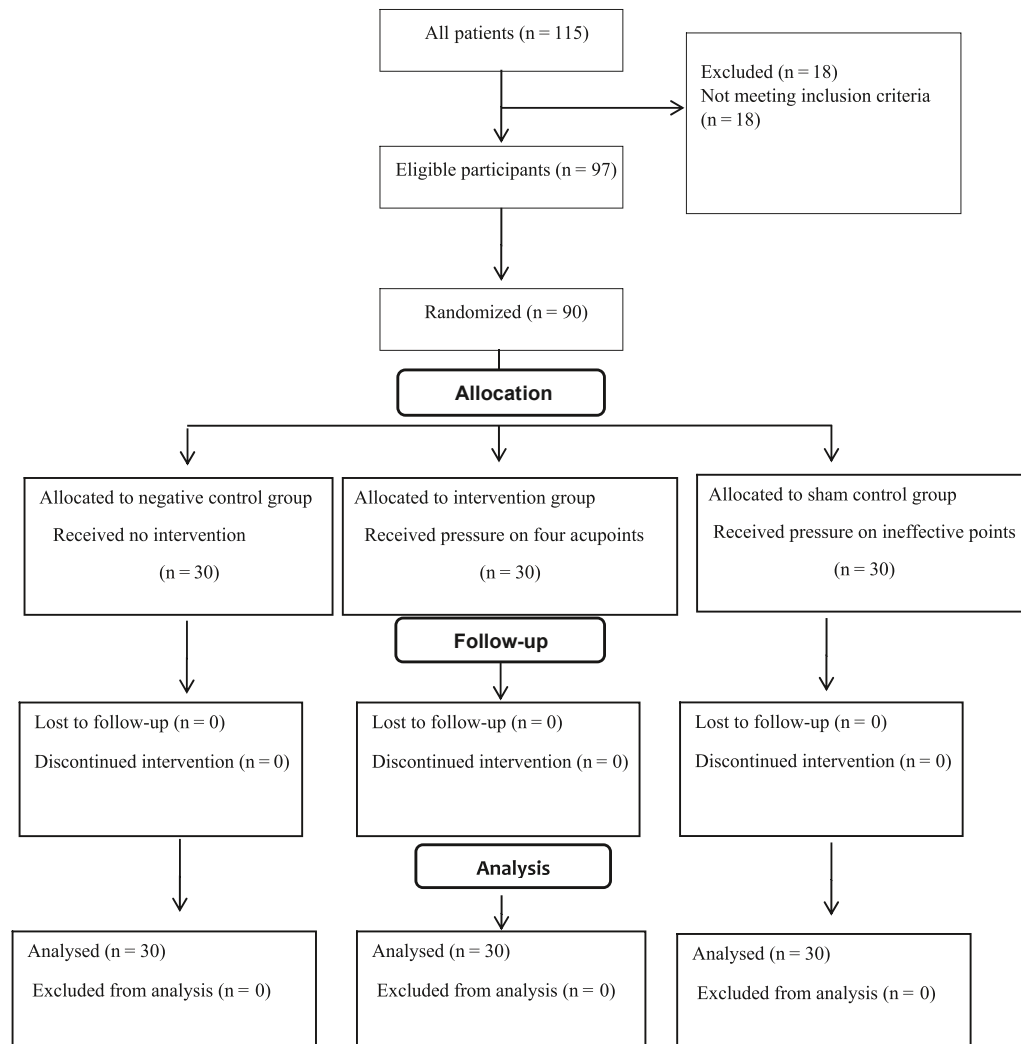 All patients (n = 115)
Excluded (n = 18)
Not meeting inclusion criteria
(n = 18)
Eligible participants (n = 97)
Randomized (n = 90)
Allocation
Allocated to negative control group
Received no intervention
(n = 30)
Allocated to intervention group
Received pressure on four acupoints
(n = 30)
Allocated to sham control group
Received pressure on ineffective points
(n = 30)
Follow-up
Lost to follow-up (n = 0)
Discontinued intervention (n = 0)
Lost to follow-up (n = 0)
Discontinued intervention (n = 0)
Lost to follow-up (n = 0)
Discontinued intervention (n = 0)
Analysis
Analysed (n = 30)
Excluded from analysis (n = 0)
Analysed (n = 30)
Excluded from analysis (n = 0)
Analysed (n = 30)
Excluded from analysis (n = 0)